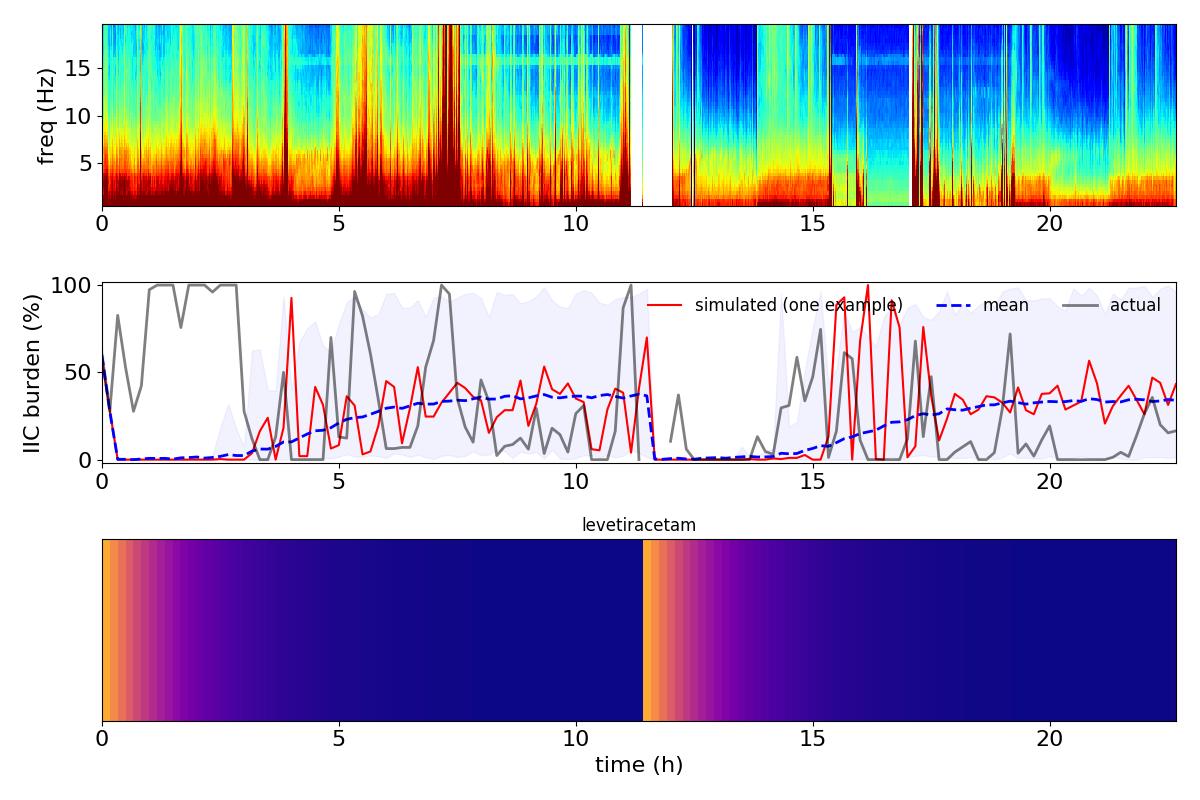 freq (Hz)
15
10
5
0 5 10 15 20
IIC burden (%)
100
50
0
simulated (one example) mean actual
0 5 10 15 20
levetiracetam
0 5 10 15 20
time (h)